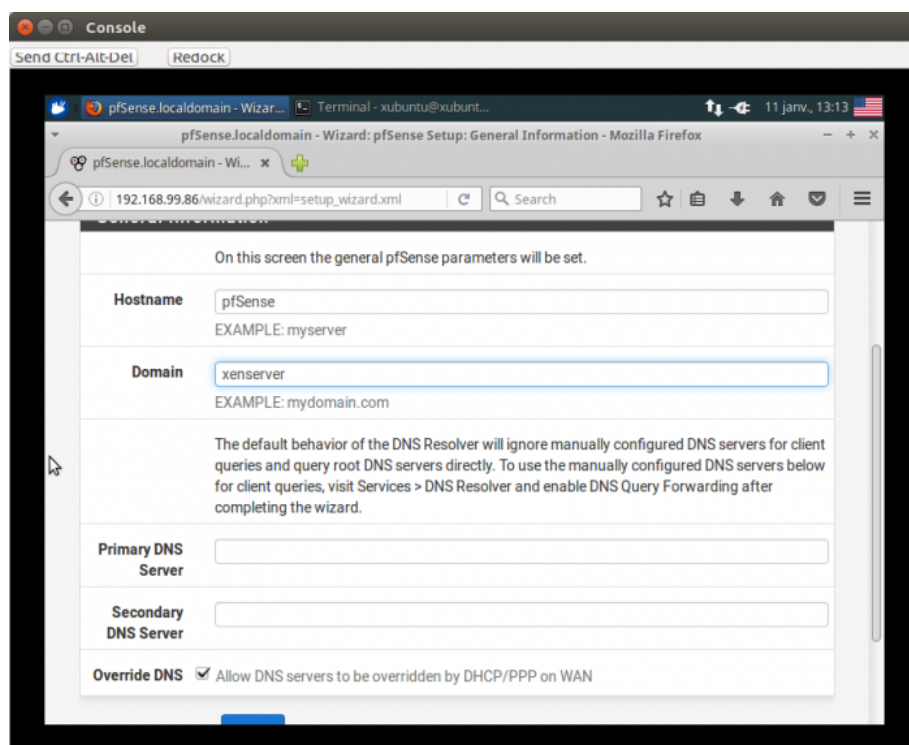 Console
Send Ctrl-Alt-Del Redock
pfSense.localdomain - Wizar... Terminal - xubuntu@xubunt... 11 janv., 13:13
pfSense.localdomain - Wizard: pfSense Setup: General Information - Mozilla Firefox
pfSense.localdomain - Wi...
192.168.99.86/wizard.php?xml=setup_wizard.xml Search
General Information
On this screen the general pfSense parameters will be set.
Hostname pfSense
EXAMPLE: myserver
Domain xenserver
EXAMPLE: mydomain.com
The default behavior of the DNS Resolver will ignore manually configured DNS servers for client
queries and query root DNS servers directly. To use the manually configured DNS servers below
for client queries, visit Services > DNS Resolver and enable DNS Query Forwarding after
completing the wizard.
Primary DNS
Server
Secondary
DNS Server
Override DNS Allow DNS servers to be overridden by DHCP/PPP on WAN